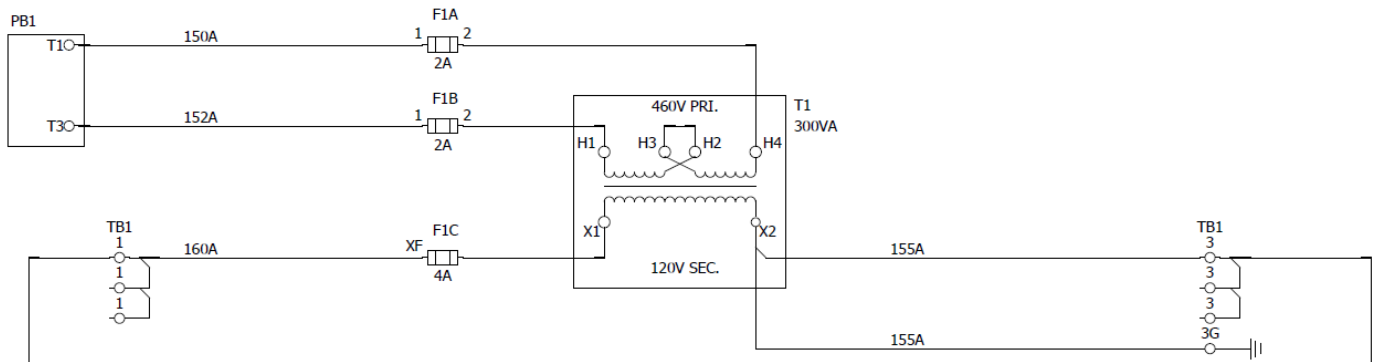 PB1
F1A
T1
150A
1
2
2A
F1B
T3
152A
1
2
2A
460V PRI.
T1
300VA
H1
H3
H2
H4
TB1
1
1
1
160A
XF
F1C
4A
X1
X2
120V SEC.
155A
TB1
3
3
3
3G
155A